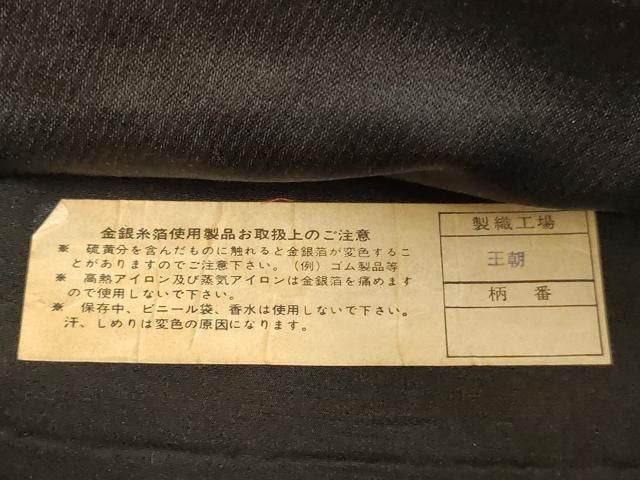 金銀糸箔使用製品お取扱上のご注意
※ 硫黄分を含んだものに触れると金銀箔が変色するこ
とがありますのでご注意下さい。(例)ゴム製品等
※ 高熱アイロン及び蒸気アイロンは金銀箔を痛めます
ので使用しないで下さい。
※ 保存中、ビニール袋、香水は使用しないで下さい。
汗、しめりは変色の原因になります。
製織工場
王朝
柄番